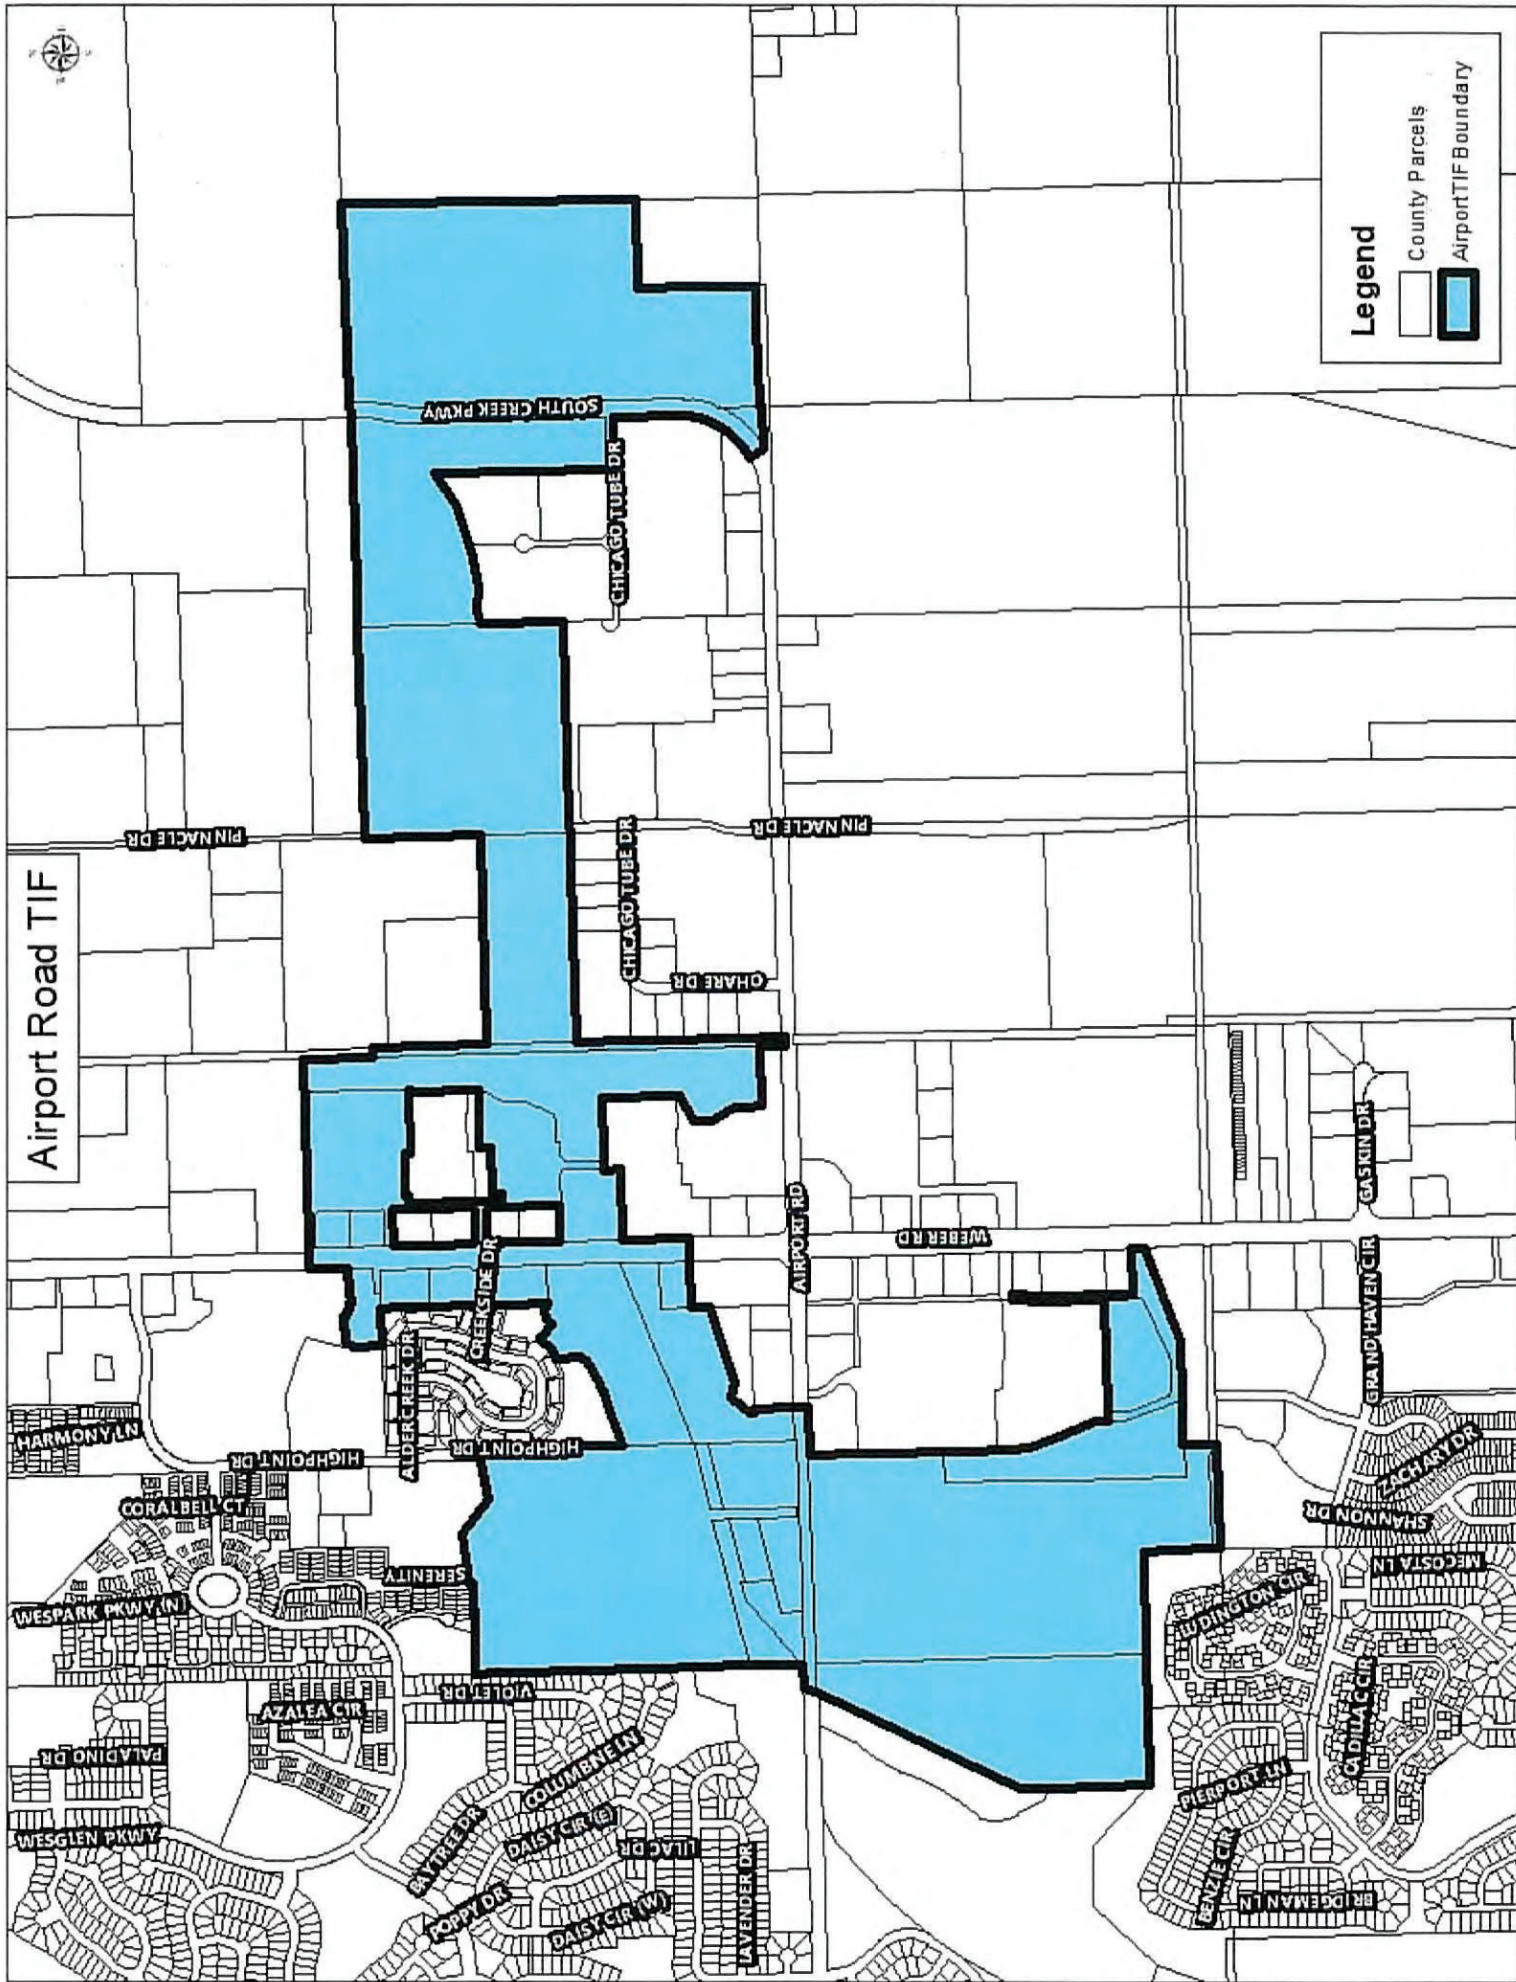 Airport Road TIF
PALADINO DR
WESGLEN PKWY
WESPARK PKWY (N)
CORALBELL CT
HARMONY LN
AZALEA CIR
SERENITY
HIGHPOINT DR
ALDERCREEK DR
HIGHPOINT DR
CREEKSIDE DR
PINNACLE DR
SOUTH CREEK PKWY
BAYTREE DR
POPPY DR
VIOLET DR
COLUMBINE LN
DAISY CIR (E)
DAISY CIR (W)
LILAC DR
LAVENDER DR
CHICAGO TUBE DR
CHICAGO TUBE DR
OHARE DR
PINNACLE DR
AIRPORT RD
WEBER RD
BENZIE CIR
PIERPORT LN
BRIDGEMAN LN
LUDINGTON CIR
CADILLAC CIR
MECOSTA LN
SHANNON DR
ZACHARY DR
GRAND HAVEN CIR
GASKIN DR
Legend
County Parcels
Airport TIF Boundary